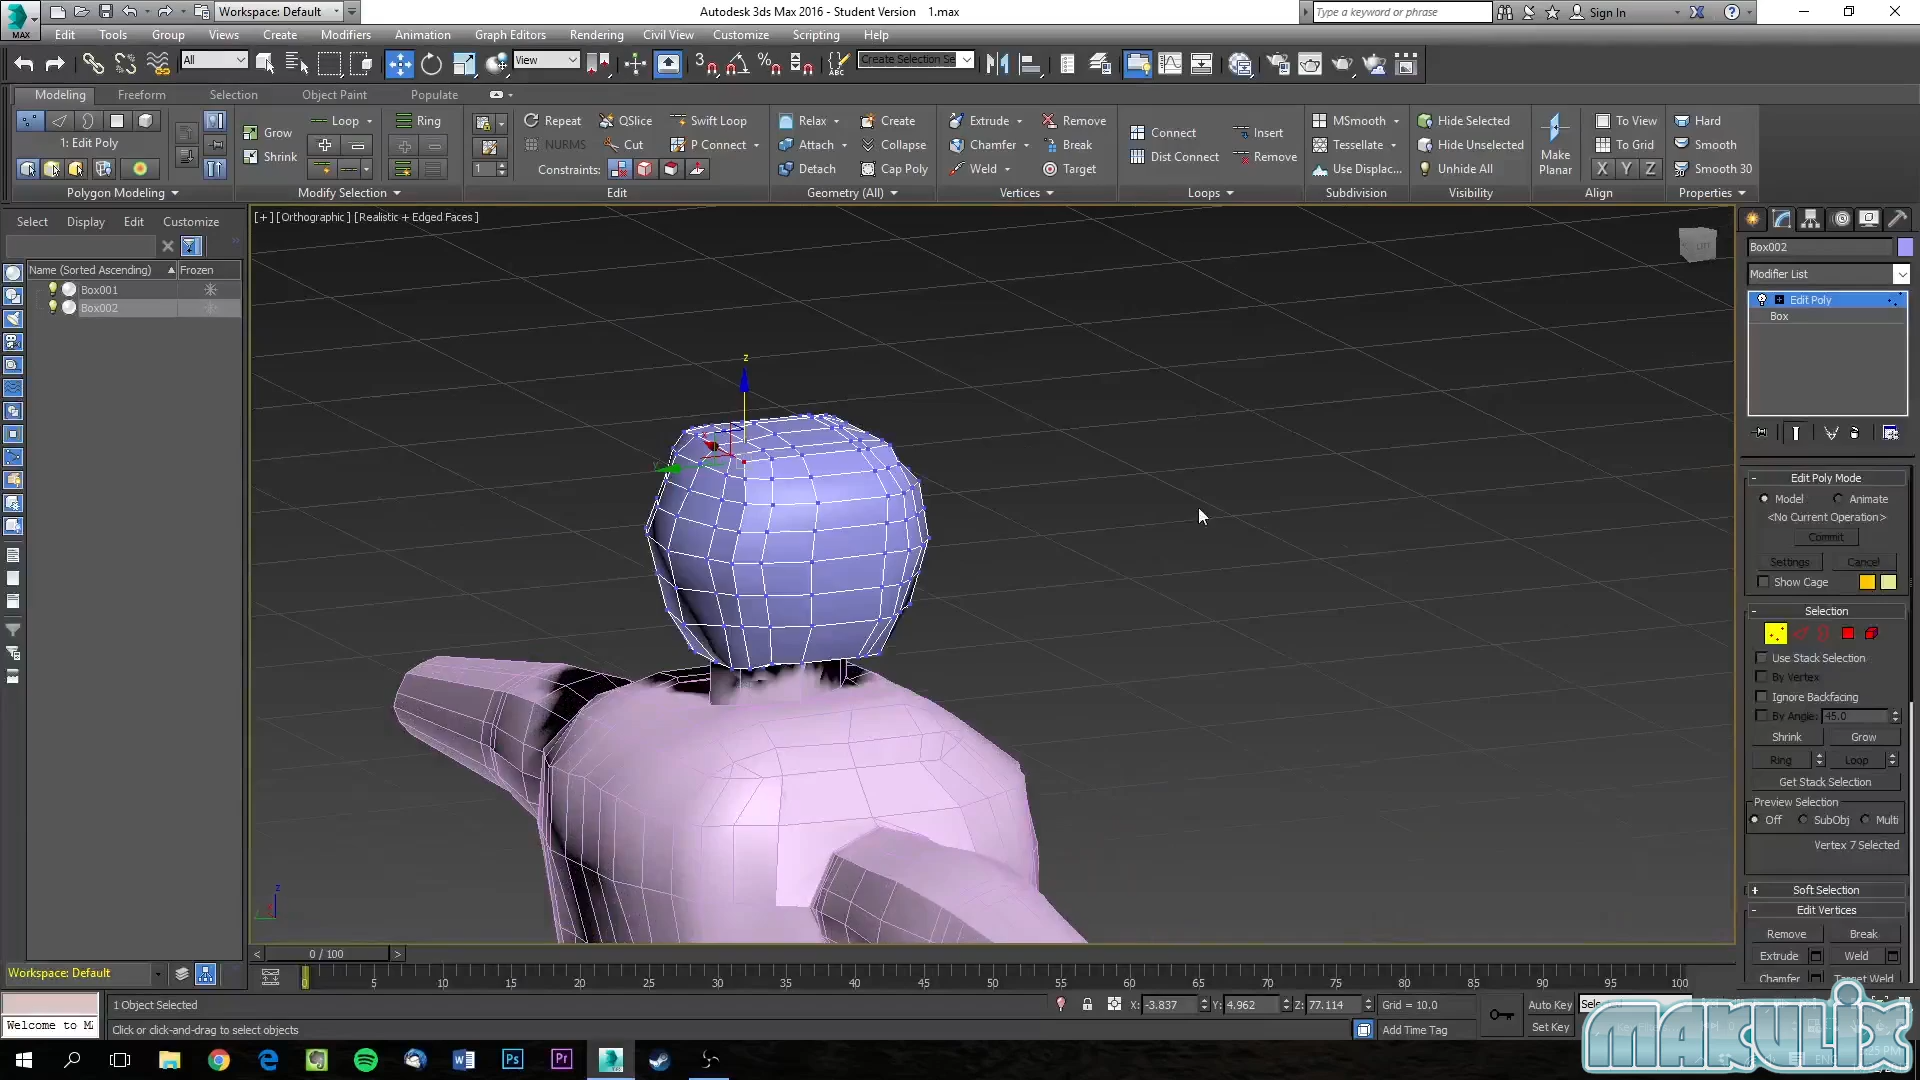 Workspace: Default
Autodesk 3ds Max 2016 - Student Version    1.max
Type a keyword or phrase
Sign In
MAX
Edit Tools Group Views Create Modifiers Animation Graph Editors Rendering Civil View Customize Scripting Help
All
View
Create Selection Se
Modeling Freeform Selection Object Paint Populate
Loop Ring Repeat QSlice Swift Loop Relax Create Extrude Remove MSmooth Hide Selected To View Hard
1: Edit Poly Grow NURMS Cut P Connect Attach Collapse Chamfer Break Connect Insert Tessellate Hide Unselected To Grid Smooth
Shrink 1 Constraints: Detach Cap Poly Weld Target Dist Connect Remove Use Displac... Unhide All Make Planar X Y Z Smooth 30
Polygon Modeling Modify Selection Edit Geometry (All) Vertices Loops Subdivision Visibility Align Properties
Select Display Edit Customize
[+] [Orthographic] [Realistic + Edged Faces]
Name (Sorted Ascending) Frozen
Box001
Box002
z
y
z
Box002
Modifier List
Edit Poly
Box
Edit Poly Mode
Model Animate
<No Current Operation>
Commit
Settings Cancel
Show Cage
Selection
Use Stack Selection
By Vertex
Ignore Backfacing
By Angle: 45.0
Shrink Grow
Ring Loop
Get Stack Selection
Preview Selection
Off SubObj Multi
Vertex 7 Selected
Soft Selection
Edit Vertices
Remove Break
Extrude Weld
Chamfer Target Weld
< 0 / 100 >
Workspace: Default
0 5 10 15 20 25 30 35 40 45 50 55 60 65 70 75 80 85 90 95 100
1 Object Selected X: -3.837 Y: 4.962 Z: 77.114 Grid = 10.0 Auto Key
Welcome to M
Click or click-and-drag to select objects Add Time Tag Set Key
MAKULIX